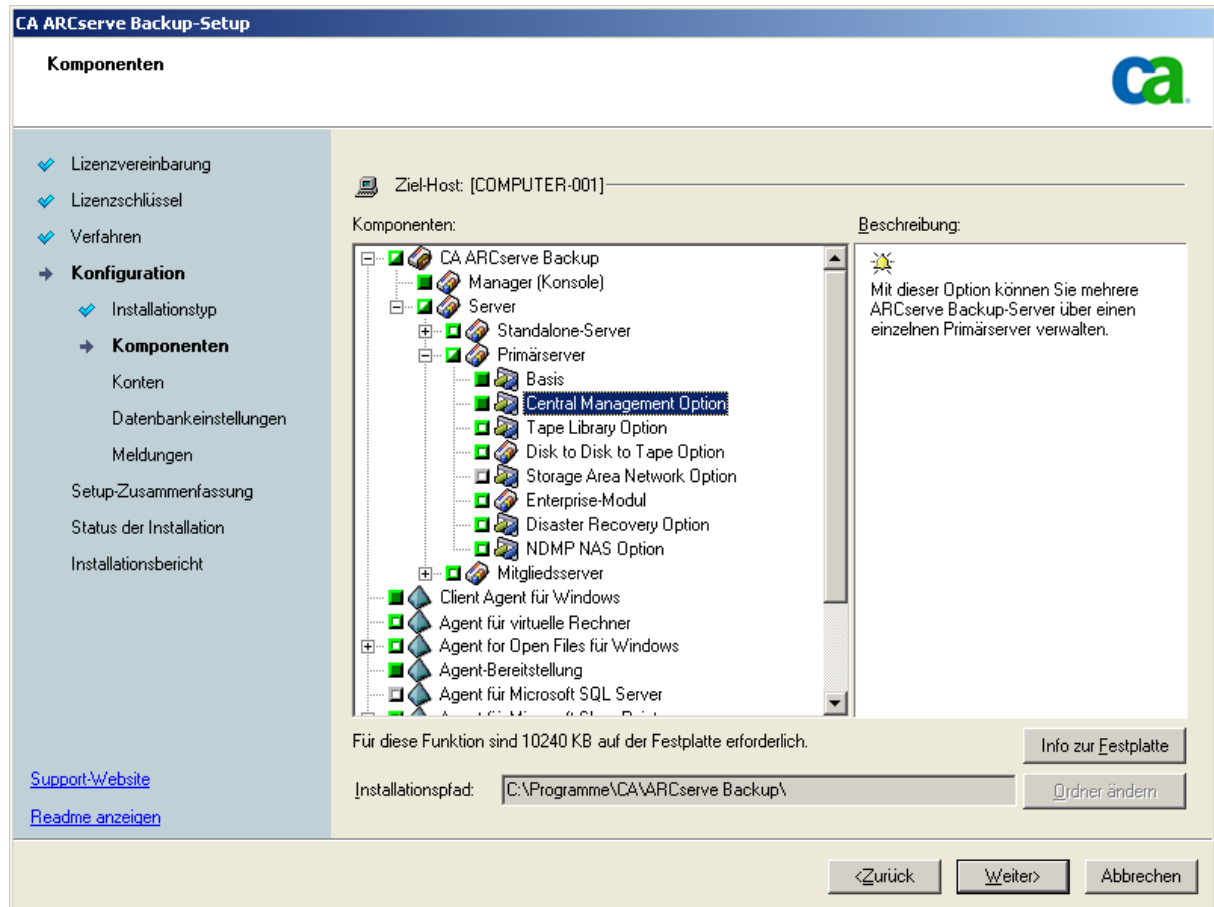 CA ARCserve Backup-Setup
Komponenten
ca
Lizenzvereinbarung
Lizenzschlüssel
Verfahren
Konfiguration
Installationstyp
Komponenten
Konten
Datenbankeinstellungen
Meldungen
Setup-Zusammenfassung
Status der Installation
Installationsbericht
Support-Website
Readme anzeigen
Ziel-Host: [COMPUTER-001]
Komponenten:
CA ARCserve Backup
Manager (Konsole)
Server
Standalone-Server
Primärserver
Basis
Central Management Option
Tape Library Option
Disk to Disk to Tape Option
Storage Area Network Option
Enterprise-Modul
Disaster Recovery Option
NDMP NAS Option
Mitgliedsserver
Client Agent für Windows
Agent für virtuelle Rechner
Agent for Open Files für Windows
Agent-Bereitstellung
Agent für Microsoft SQL Server
Beschreibung:
Mit dieser Option können Sie mehrere
ARCserve Backup-Server über einen
einzelnen Primärserver verwalten.
Für diese Funktion sind 10240 KB auf der Festplatte erforderlich.
Info zur Festplatte
Installationspfad:
C:\Programme\CA\ARCserve Backup\
Ordner ändern
<Zurück
Weiter>
Abbrechen